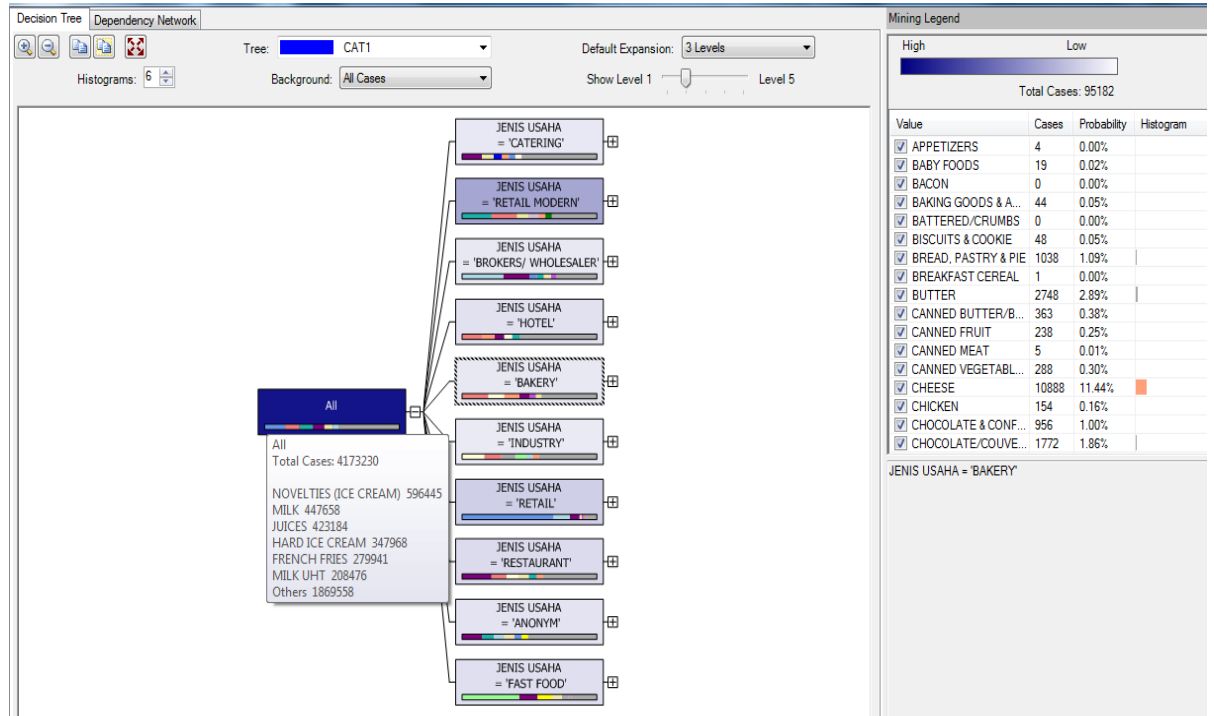 Decision Tree Dependency Network
Tree: CAT1 Default Expansion: 3 Levels
Histograms: 6 Background: All Cases Show Level 1 Level 5
JENIS USAHA
= 'CATERING'
JENIS USAHA
= 'RETAIL MODERN'
JENIS USAHA
= 'BROKERS/ WHOLESALER'
JENIS USAHA
= 'HOTEL'
JENIS USAHA
= 'BAKERY'
All
JENIS USAHA
= 'INDUSTRY'
JENIS USAHA
= 'RETAIL'
JENIS USAHA
= 'RESTAURANT'
JENIS USAHA
= 'ANONYM'
JENIS USAHA
= 'FAST FOOD'
All
Total Cases: 4173230
NOVELTIES (ICE CREAM) 596445
MILK 447658
JUICES 423184
HARD ICE CREAM 347968
FRENCH FRIES 279941
MILK UHT 208476
Others 1869558
Mining Legend
High Low
Total Cases: 95182
Value Cases Probability Histogram
APPETIZERS 4 0.00%
BABY FOODS 19 0.02%
BACON 0 0.00%
BAKING GOODS & A... 44 0.05%
BATTERED/CRUMBS 0 0.00%
BISCUITS & COOKIE 48 0.05%
BREAD, PASTRY & PIE 1038 1.09%
BREAKFAST CEREAL 1 0.00%
BUTTER 2748 2.89%
CANNED BUTTER/B... 363 0.38%
CANNED FRUIT 238 0.25%
CANNED MEAT 5 0.01%
CANNED VEGETABL... 288 0.30%
CHEESE 10888 11.44%
CHICKEN 154 0.16%
CHOCOLATE & CONF... 956 1.00%
CHOCOLATE/COUVE... 1772 1.86%
JENIS USAHA = 'BAKERY'